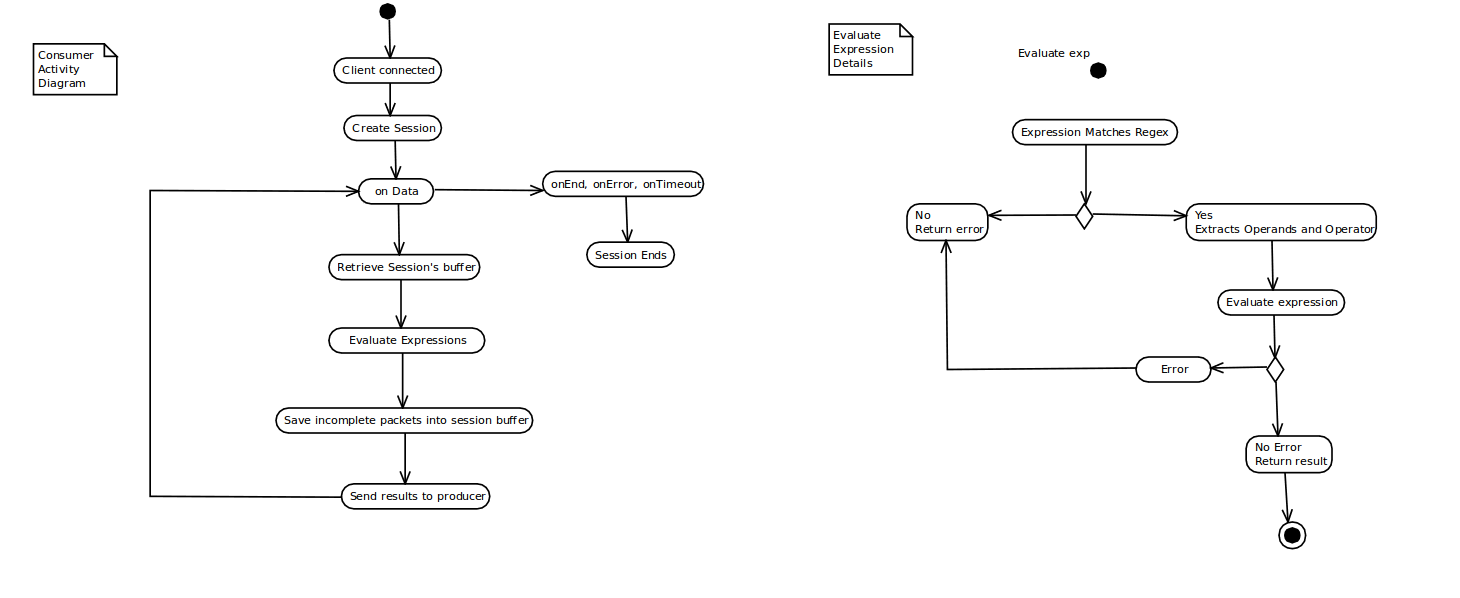 Consumer
Activity
Diagram
Client connected
Create Session
on Data
onEnd, onError, onTimeout
Session Ends
Retrieve Session's buffer
Evaluate Expressions
Save incomplete packets into session buffer
Send results to producer
Evaluate
Expression
Details
Evaluate exp
Expression Matches Regex
No
Return error
Yes
Extracts Operands and Operator
Evaluate expression
Error
No Error
Return result